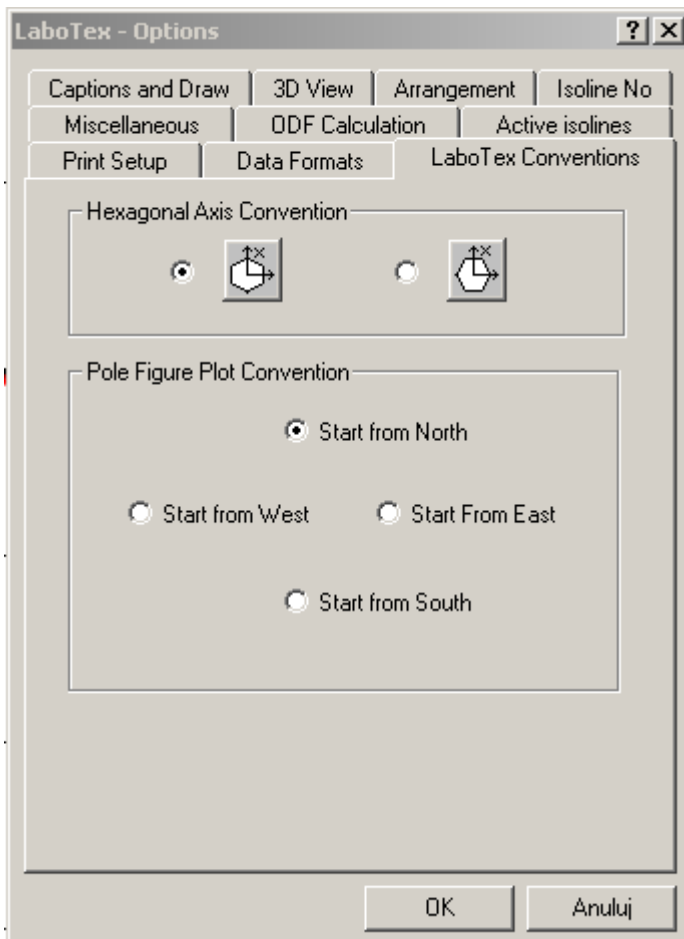 LaboTex - Options
Captions and Draw 3D View Arrangement Isoline No
Miscellaneous ODF Calculation Active isolines
Print Setup Data Formats LaboTex Conventions
Hexagonal Axis Convention
X X
Pole Figure Plot Convention
Start from North
Start from West Start From East
Start from South
OK Anuluj